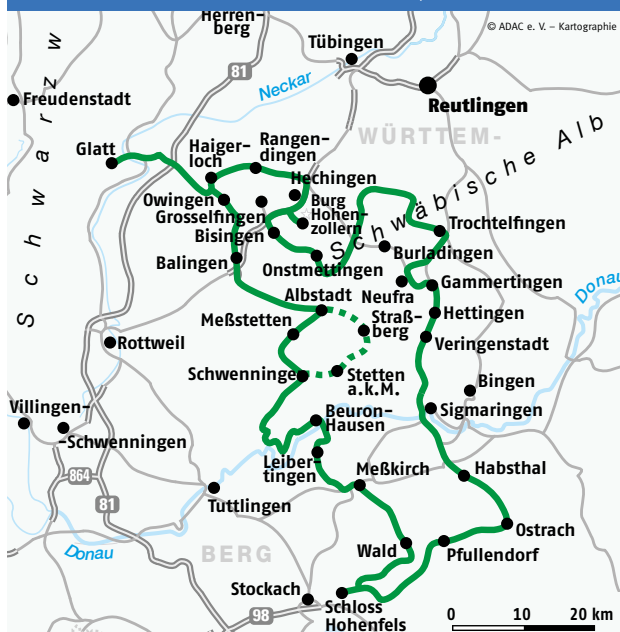 Herren-
berg
© ADAC e. V. – Kartographie
Tübingen
81
Neckar
Freudenstadt
Reutlingen
WÜRTTEM-
Schwarzw
Schwäbische Alb
Glatt
Haiger-
loch
Rangen-
dingen
Hechingen
Owingen
Burg
Hohen-
zollern
Grosselfingen
Bisingen
Trochtelfingen
Burladingen
Balingen
Onstmettingen
Gammertingen
Donau
Albstadt
Neufra
Hettingen
Meßstetten
Straß-
berg
Rottweil
Veringenstadt
Schwenninge
Stetten
a.k.M.
Bingen
Villingen-
-Schwenningen
Beuron-
Hausen
Sigmaringen
Leiber-
tingen
Meßkirch
Habsthal
864
81
Tuttlingen
Ostrach
Donau
BERG
Wald
Pfullendorf
Stockach
98
Schloss
Hohenfels
0 10 20 km